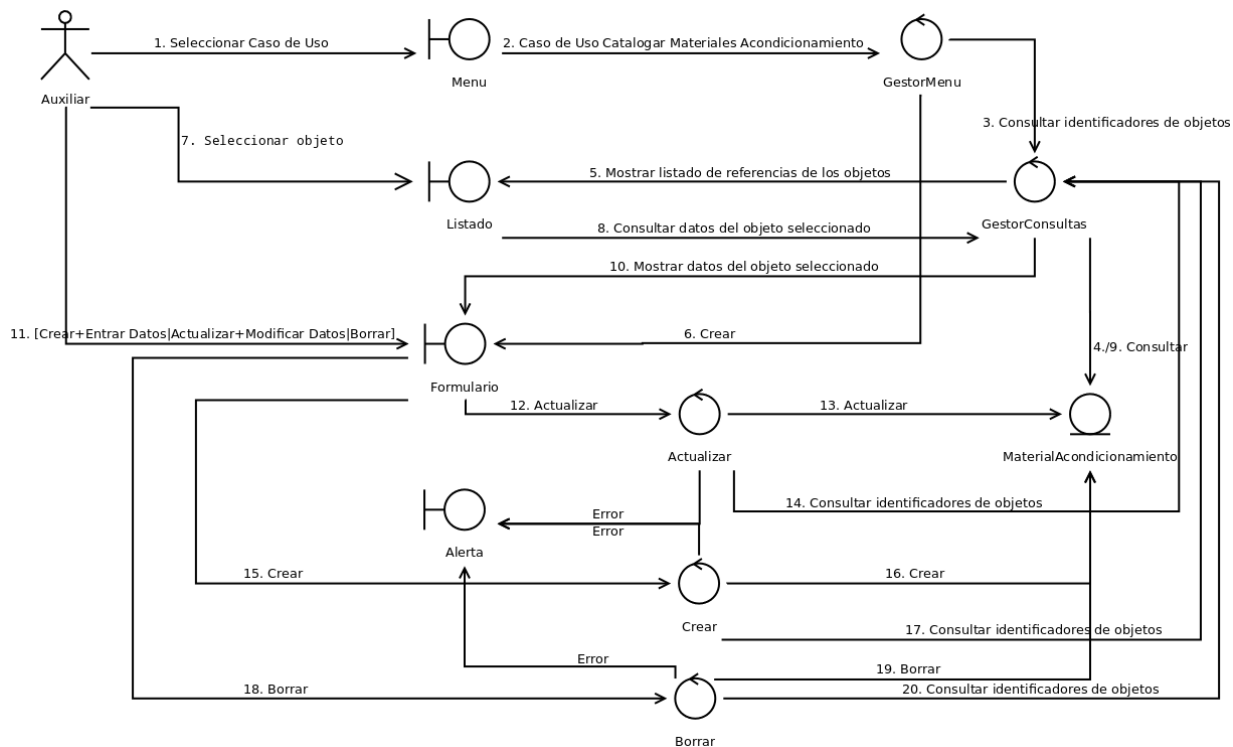 1. Seleccionar Caso de Uso
2. Caso de Uso Catalogar Materiales Acondicionamiento
Menu
GestorMenu
Auxiliar
3. Consultar identificadores de objetos
7. Seleccionar objeto
5. Mostrar listado de referencias de los objetos
Listado
8. Consultar datos del objeto seleccionado
GestorConsultas
10. Mostrar datos del objeto seleccionado
11. [Crear+Entrar Datos|Actualizar+Modificar Datos|Borrar]
6. Crear
4./9. Consultar
Formulario
12. Actualizar
13. Actualizar
Actualizar
MaterialAcondicionamiento
14. Consultar identificadores de objetos
Error
Error
Alerta
15. Crear
16. Crear
Crear
17. Consultar identificadores de objetos
Error
19. Borrar
18. Borrar
20. Consultar identificadores de objetos
Borrar